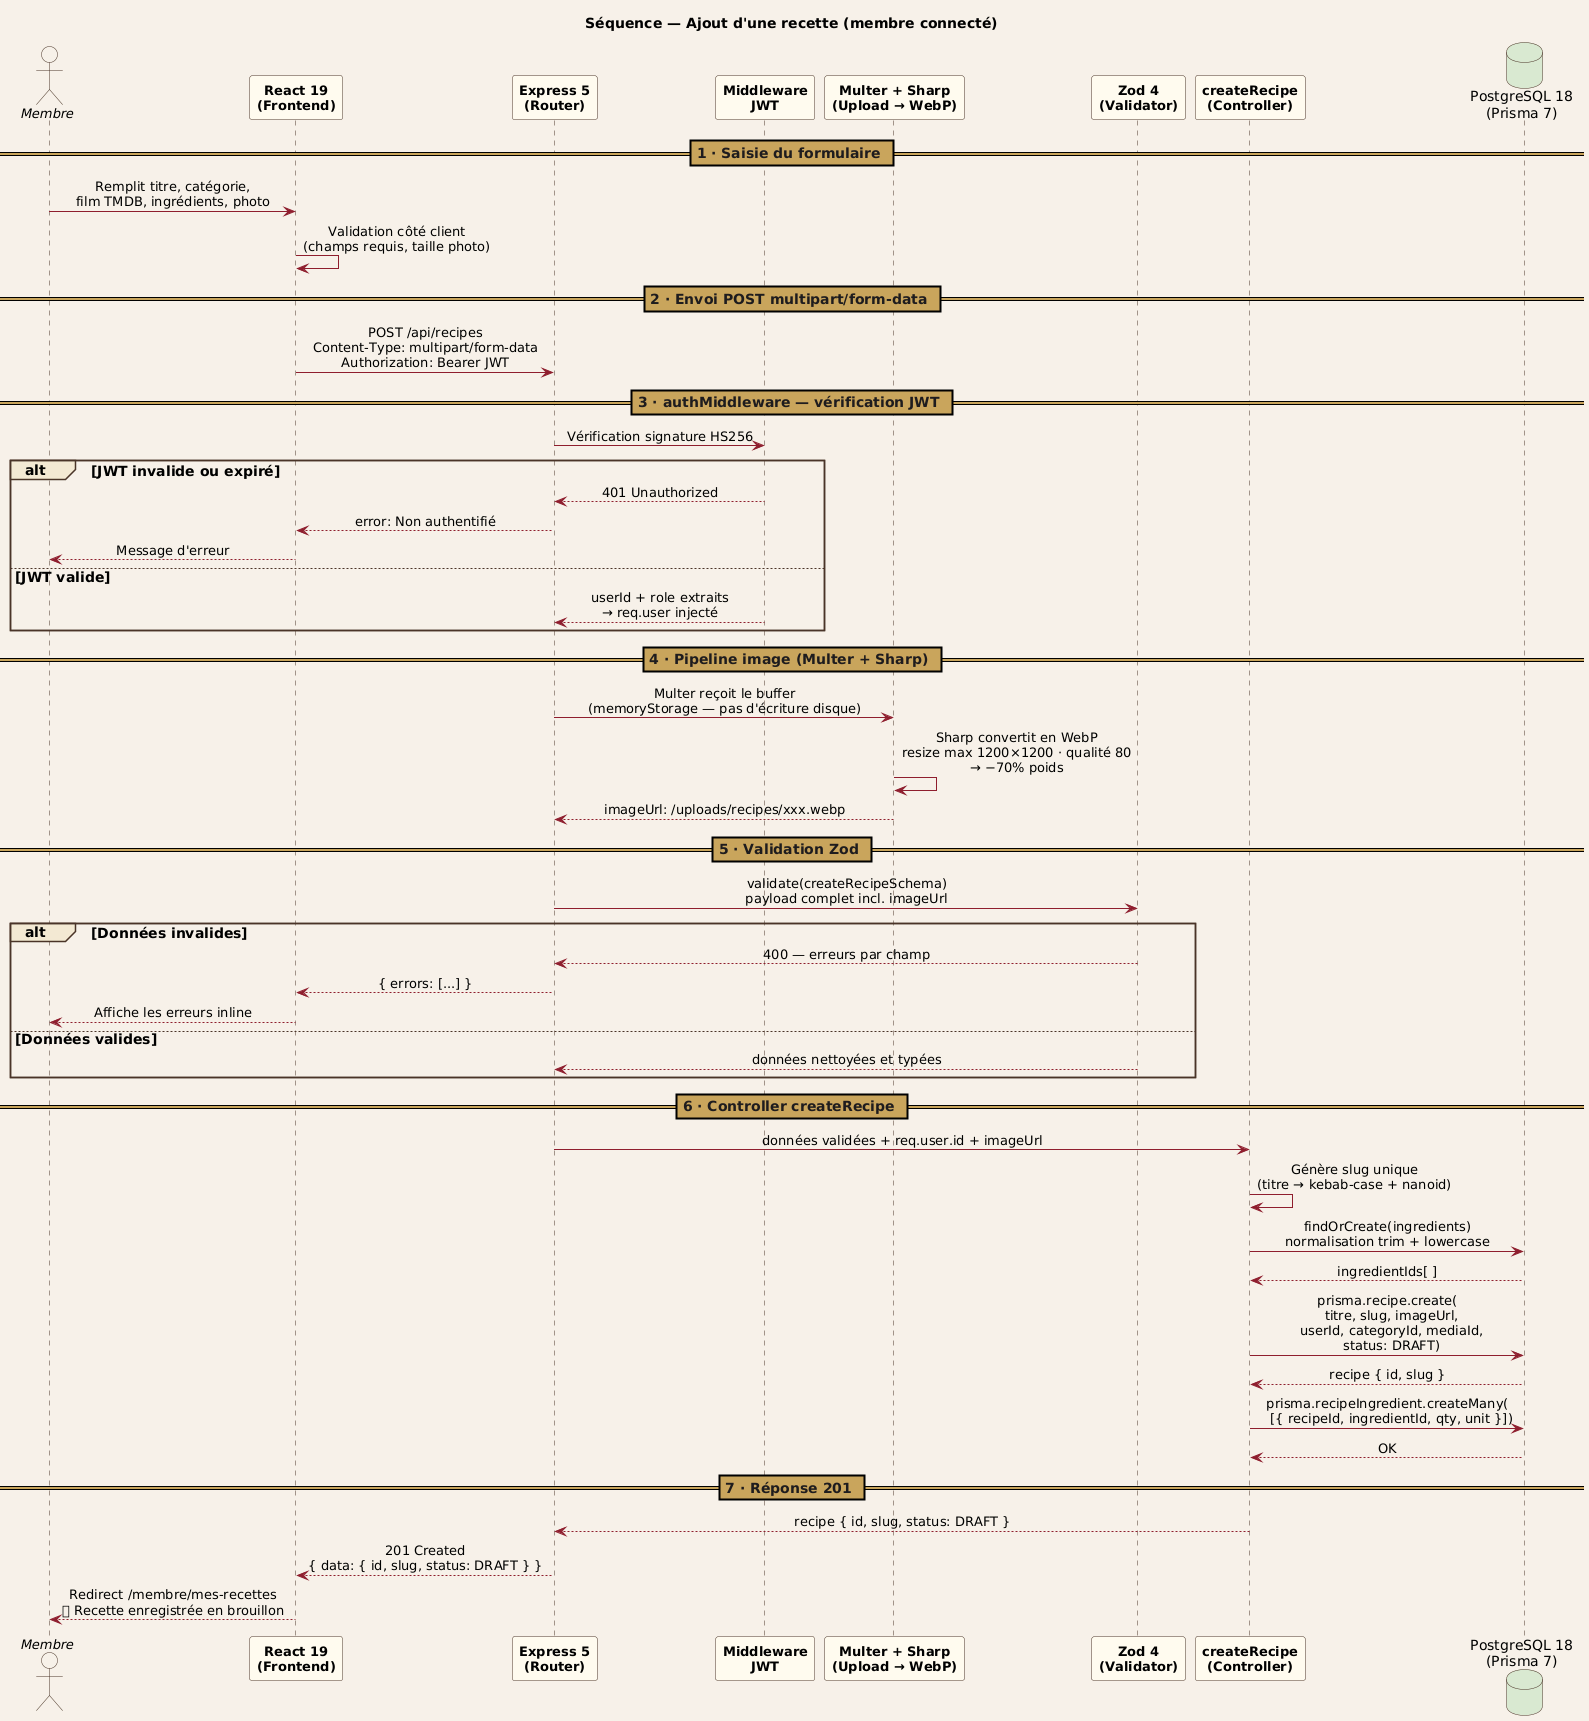 Séquence — Ajout d'une recette (membre connecté)
Membre
React 19
(Frontend)
Express 5
(Router)
Middleware
JWT
Multer + Sharp
(Upload → WebP)
Zod 4
(Validator)
createRecipe
(Controller)
PostgreSQL 18
(Prisma 7)
1 · Saisie du formulaire
Remplit titre, catégorie,
film TMDB, ingrédients, photo
Validation côté client
(champs requis, taille photo)
2 · Envoi POST multipart/form-data
POST /api/recipes
Content-Type: multipart/form-data
Authorization: Bearer JWT
3 · authMiddleware — vérification JWT
Vérification signature HS256
alt [JWT invalide ou expiré]
401 Unauthorized
error: Non authentifié
Message d'erreur
[JWT valide]
userId + role extraits
→ req.user injecté
4 · Pipeline image (Multer + Sharp)
Multer reçoit le buffer
(memoryStorage — pas d'écriture disque)
Sharp convertit en WebP
resize max 1200×1200 · qualité 80
→ −70% poids
imageUrl: /uploads/recipes/xxx.webp
5 · Validation Zod
validate(createRecipeSchema)
payload complet incl. imageUrl
alt [Données invalides]
400 — erreurs par champ
{ errors: [...] }
Affiche les erreurs inline
[Données valides]
données nettoyées et typées
6 · Controller createRecipe
données validées + req.user.id + imageUrl
Génère slug unique
(titre → kebab-case + nanoid)
findOrCreate(ingredients)
normalisation trim + lowercase
ingredientIds[ ]
prisma.recipe.create(
titre, slug, imageUrl,
userId, categoryId, mediaId,
status: DRAFT)
recipe { id, slug }
prisma.recipeIngredient.createMany(
[{ recipeId, ingredientId, qty, unit }])
OK
7 · Réponse 201
recipe { id, slug, status: DRAFT }
201 Created
{ data: { id, slug, status: DRAFT } }
Redirect /membre/mes-recettes
Recette enregistrée en brouillon
Membre
React 19
(Frontend)
Express 5
(Router)
Middleware
JWT
Multer + Sharp
(Upload → WebP)
Zod 4
(Validator)
createRecipe
(Controller)
PostgreSQL 18
(Prisma 7)